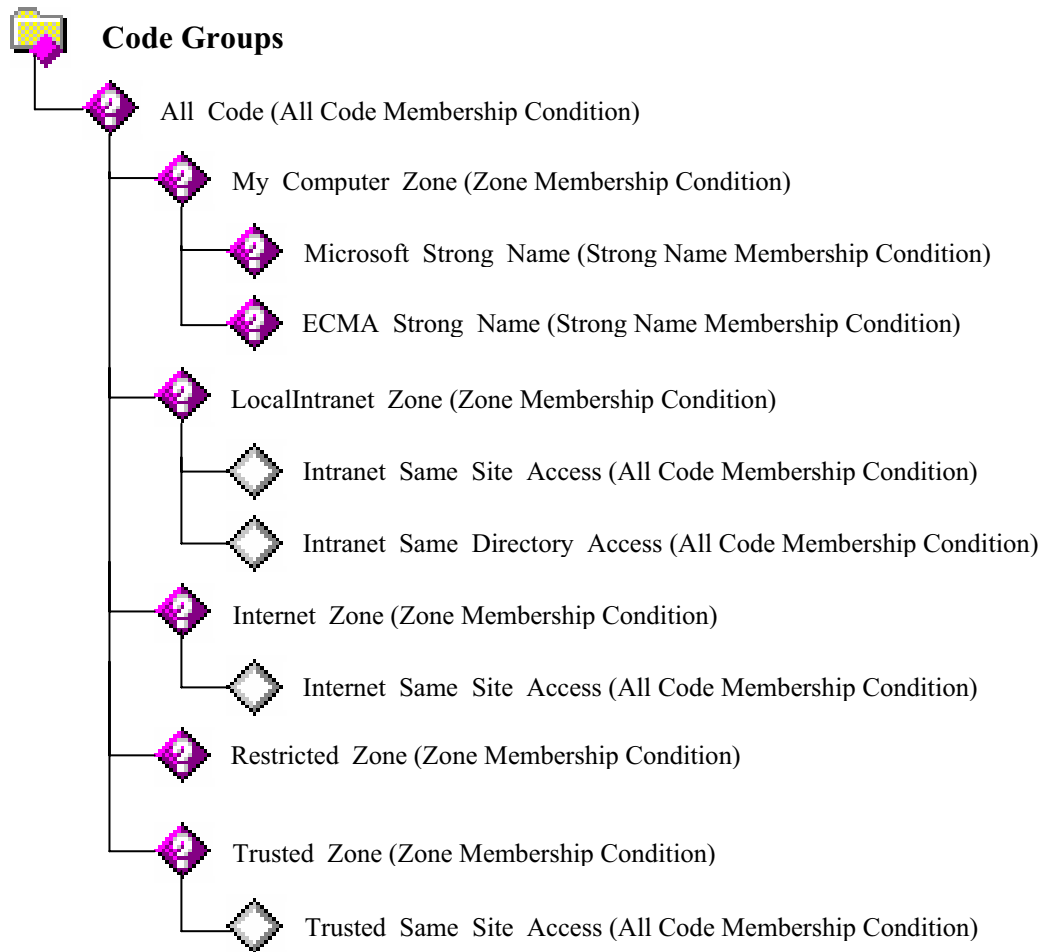 Code Groups
All Code (All Code Membership Condition)
My Computer Zone (Zone Membership Condition)
Microsoft Strong Name (Strong Name Membership Condition)
ECMA Strong Name (Strong Name Membership Condition)
LocalIntranet Zone (Zone Membership Condition)
Intranet Same Site Access (All Code Membership Condition)
Intranet Same Directory Access (All Code Membership Condition)
Internet Zone (Zone Membership Condition)
Internet Same Site Access (All Code Membership Condition)
Restricted Zone (Zone Membership Condition)
Trusted Zone (Zone Membership Condition)
Trusted Same Site Access (All Code Membership Condition)